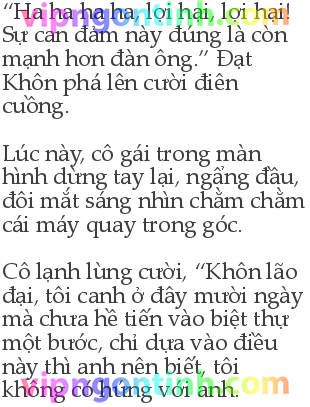 “Ha ha ha ha, lợi hại, lợi hại!
vipngontinh.com
Sự can đảm này đúng là còn
mạnh hơn đàn ông.” Đạt
Khôn phá lên cười điên
cuồng.
Lúc này, cô gái trong màn
hình dừng tay lại, ngẩng đầu,
đôi mắt sáng nhìn chằm chằm
cái máy quay trong góc.
Cô lạnh lùng cười, “Khôn lão
đại, tôi canh ở đây mười ngày
mà chưa hề tiến vào biệt thự
một bước, chỉ dựa vào điều
này thì anh nên biết, tôi
vipngontinh.com
không có hứng với anh.